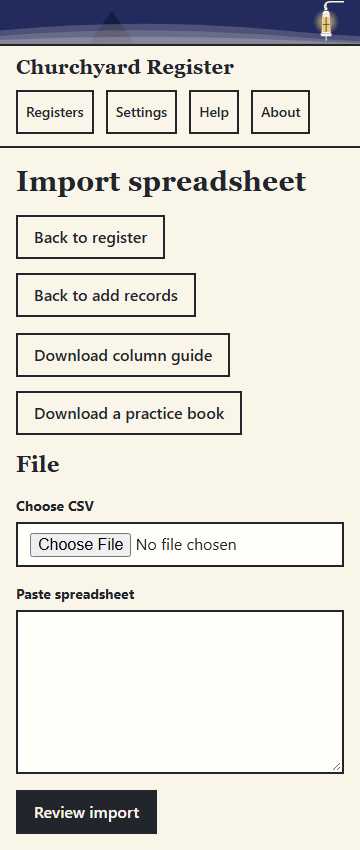 Churchyard Register
Registers Settings Help About
Import spreadsheet
Back to register
Back to add records
Download column guide
Download a practice book
File
Choose CSV
Choose File No file chosen
Paste spreadsheet
Review import